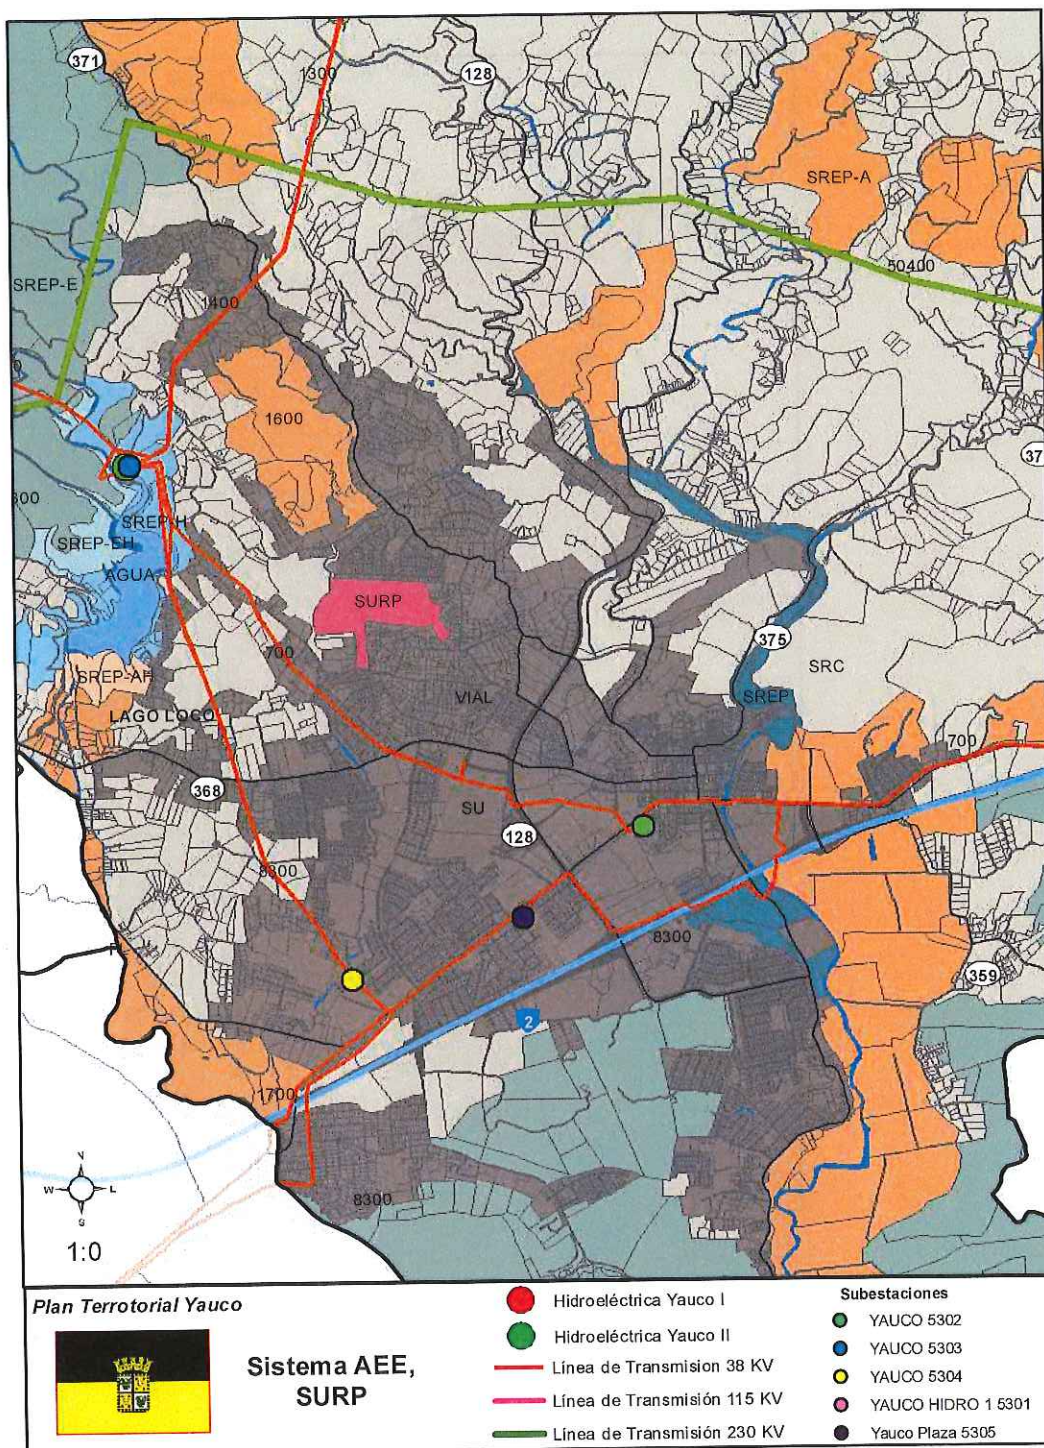 371
1300
128
SREP-A
50400
SREP-E
1400
1600
37
300
SREP-H
SREP-EH
AGUA
SURP
700
375
SRC
SREP-AH
VIAL
SREP
LAGO LOCO
700
368
SU
128
8300
8300
359
2
1700
8300
N
W
L
S
1:0
Plan Terrotorial Yauco
Sistema AEE,
SURP
Hidroeléctrica Yauco I
Hidroeléctrica Yauco II
Línea de Transmision 38 KV
Línea de Transmisión 115 KV
Línea de Transmisión 230 KV
Subestaciones
YAUCO 5302
YAUCO 5303
YAUCO 5304
YAUCO HIDRO 1 5301
Yauco Plaza 5305